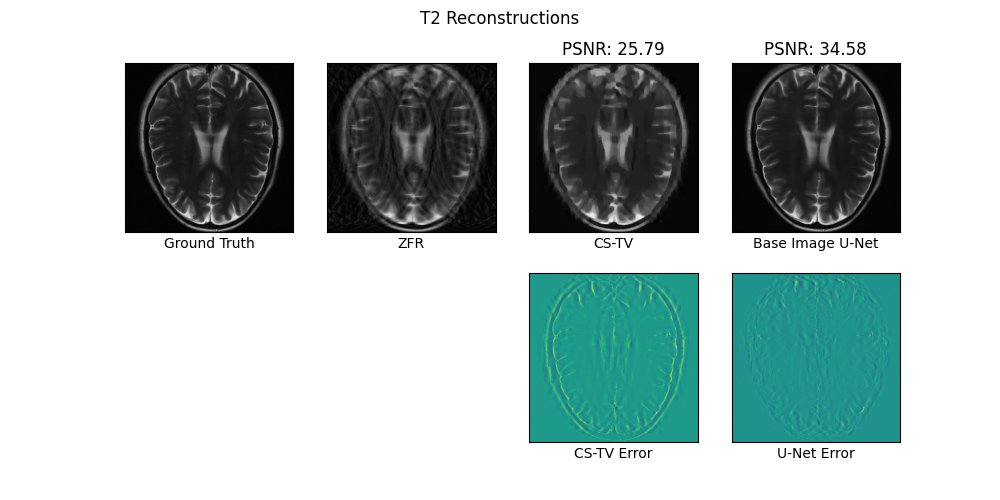 T2 Reconstructions
PSNR: 25.79
PSNR: 34.58
Ground Truth
ZFR
CS-TV
Base Image U-Net
CS-TV Error
U-Net Error